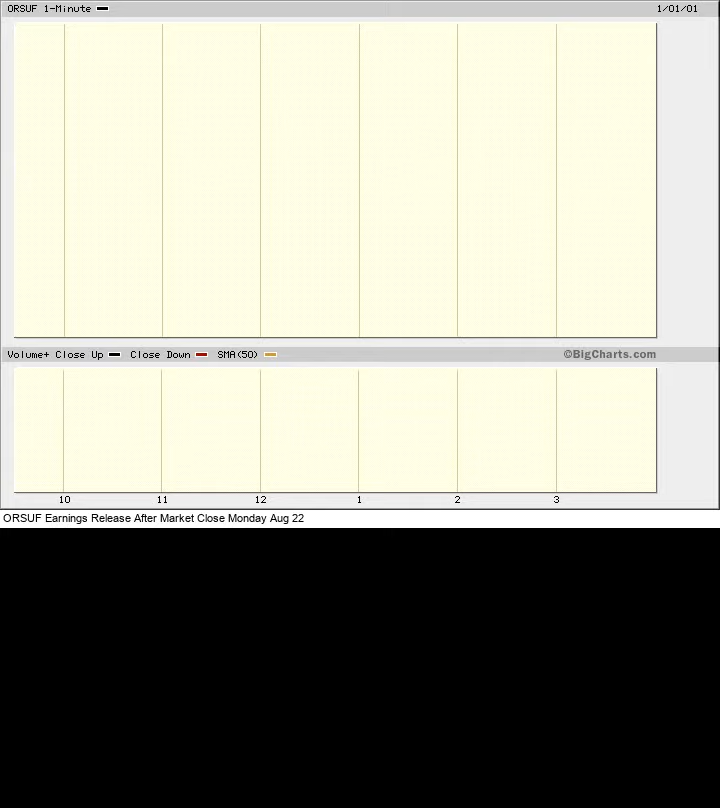 ORSUF 1-Minute 1/01/01
Volume+ Close Up Close Down SMA(50) ©BigCharts.com
10 11 12 1 2 3
ORSUF Earnings Release After Market Close Monday Aug 22